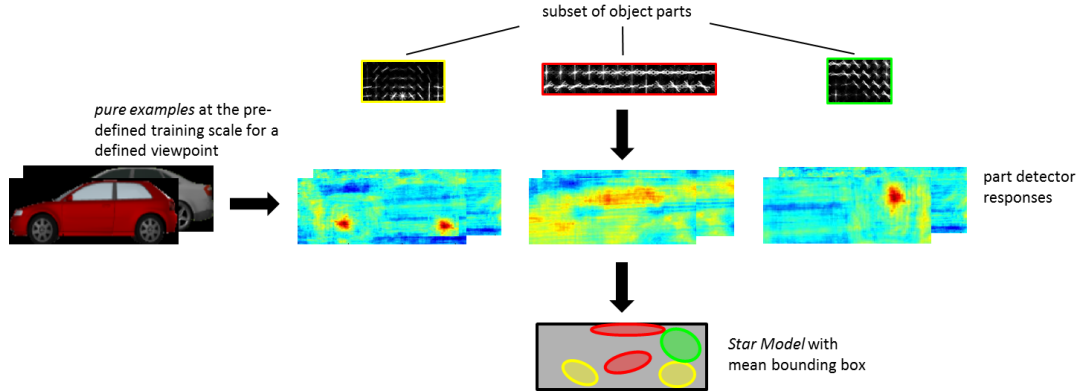 subset of object parts
pure examples at the pre-
defined training scale for a
defined viewpoint
part detector
responses
Star Model with
mean bounding box